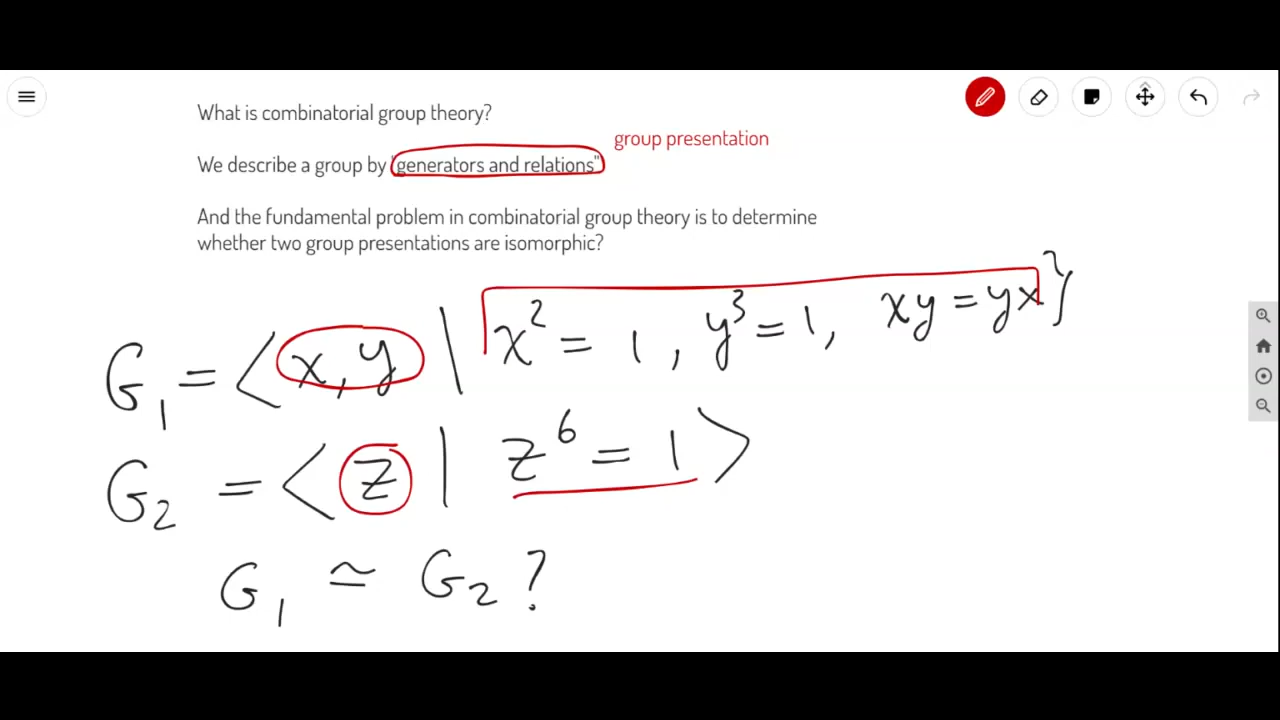 What is combinatorial group theory?
group presentation
We describe a group by "generators and relations"
And the fundamental problem in combinatorial group theory is to determine
whether two group presentations are isomorphic?
G₁ = < x, y | x² = 1, y³ = 1, xy = yx }
G₂ = < z | z⁶ = 1 >
G₁ ≃ G₂ ?